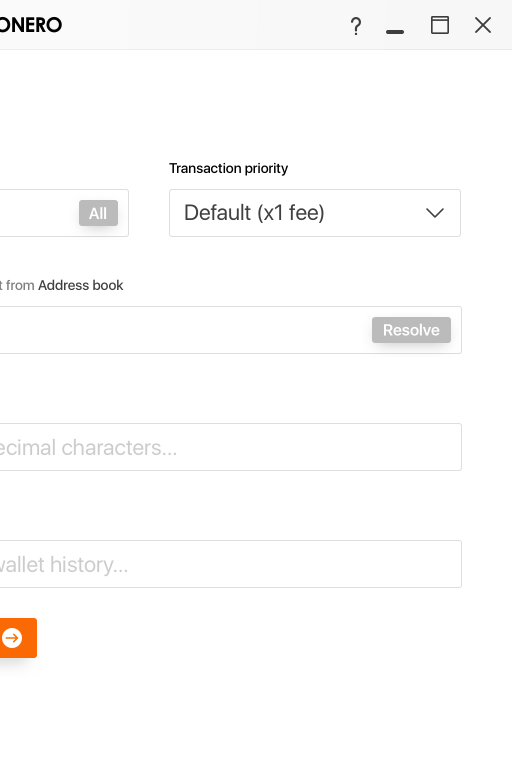 ONERO ?
Transaction priority
All
Default (x1 fee)
t from Address book
Resolve
ecimal characters...
wallet history...